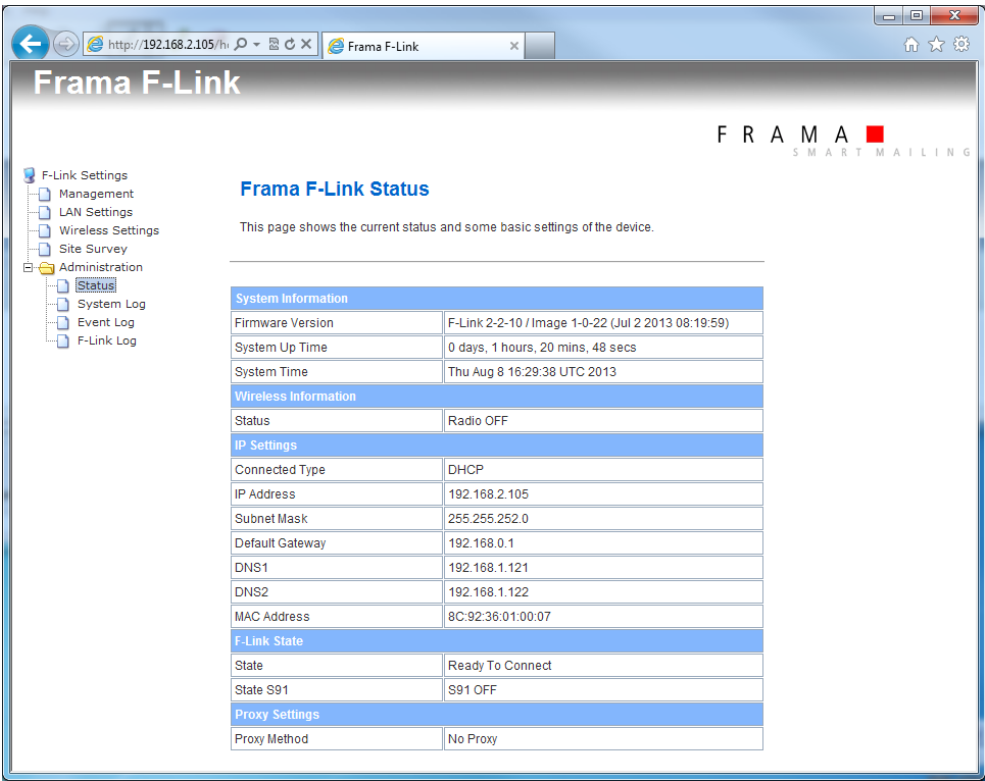 http://192.168.2.105/h
Frama F-Link
Frama F-Link
FRAMA
SMART MAILING
F-Link Settings
Management
LAN Settings
Wireless Settings
Site Survey
Administration
Status
System Log
Event Log
F-Link Log
Frama F-Link Status
This page shows the current status and some basic settings of the device.
System Information
Firmware Version F-Link 2-2-10 / Image 1-0-22 (Jul 2 2013 08:19:59)
System Up Time 0 days, 1 hours, 20 mins, 48 secs
System Time Thu Aug 8 16:29:38 UTC 2013
Wireless Information
Status Radio OFF
IP Settings
Connected Type DHCP
IP Address 192.168.2.105
Subnet Mask 255.255.252.0
Default Gateway 192.168.0.1
DNS1 192.168.1.121
DNS2 192.168.1.122
MAC Address 8C:92:36:01:00:07
F-Link State
State Ready To Connect
State S91 S91 OFF
Proxy Settings
Proxy Method No Proxy